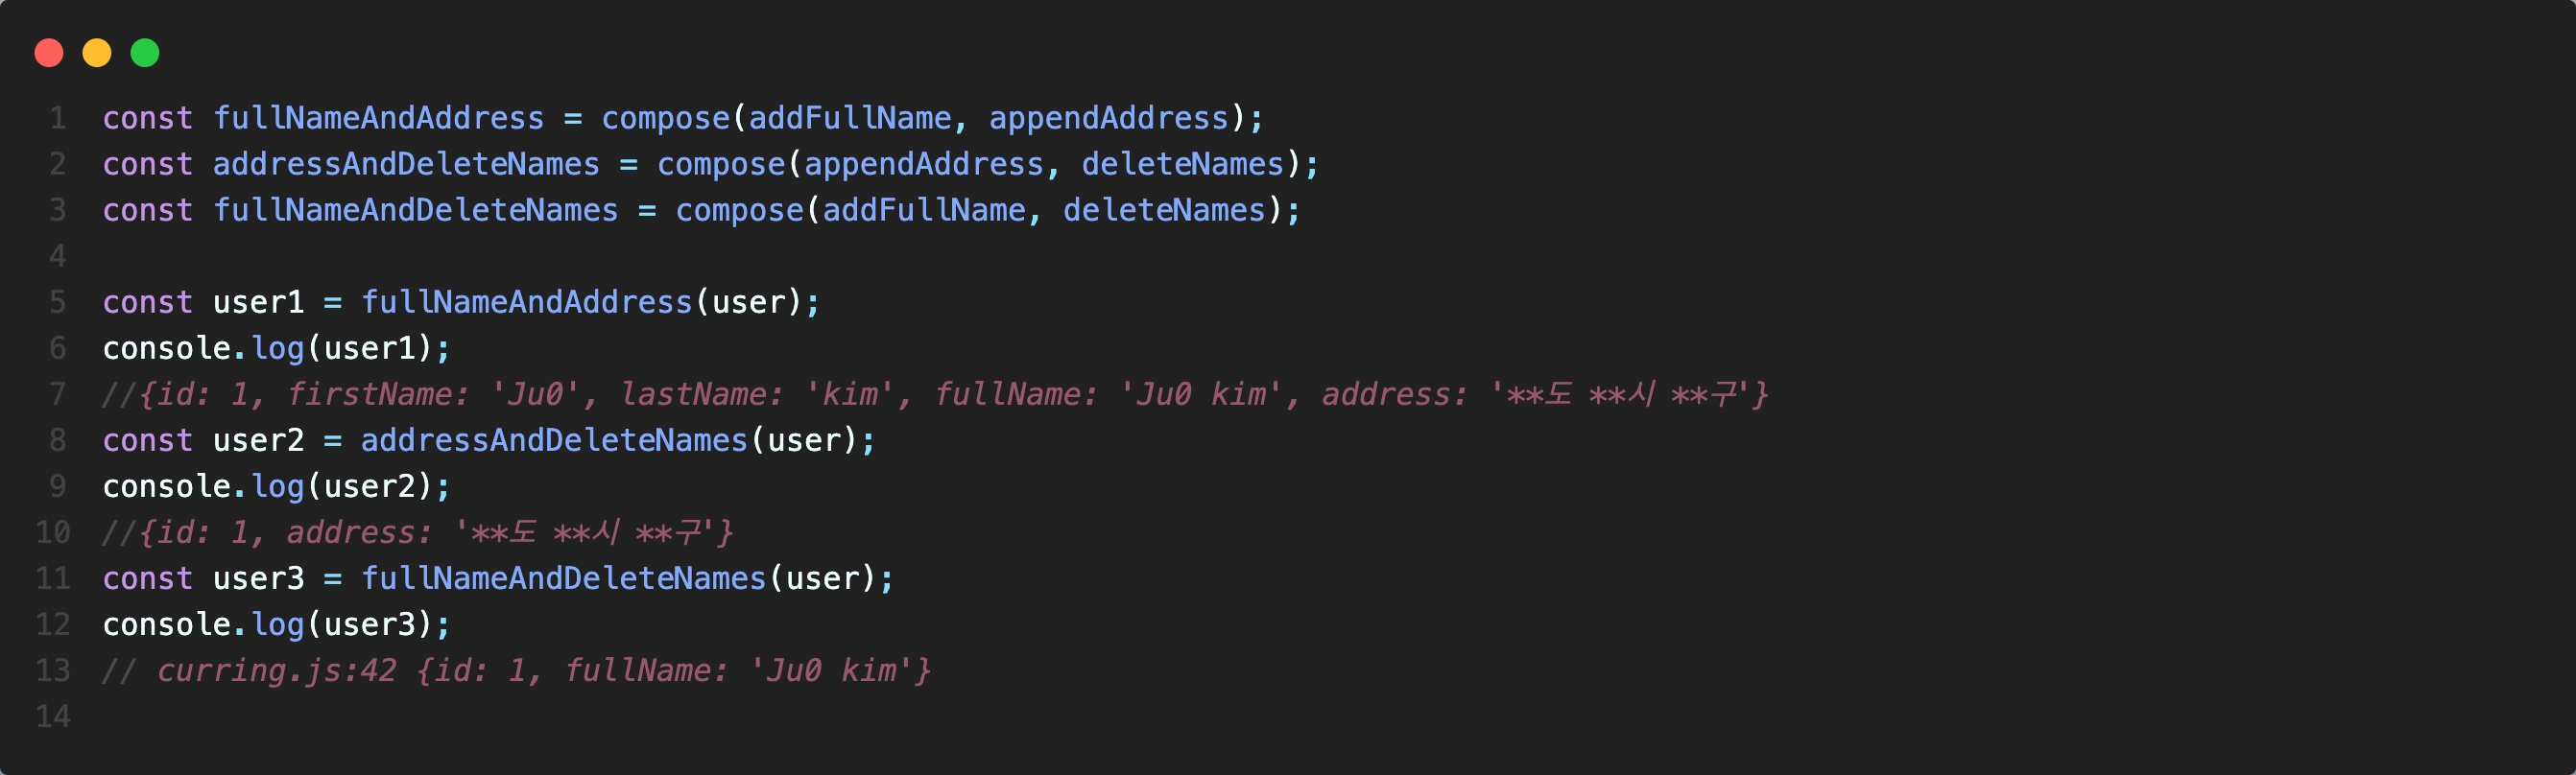 1 const fullNameAndAddress = compose(addFullName, appendAddress);
2 const addressAndDeleteNames = compose(appendAddress, deleteNames);
3 const fullNameAndDeleteNames = compose(addFullName, deleteNames);
4
5 const user1 = fullNameAndAddress(user);
6 console.log(user1);
7 //{id: 1, firstName: 'Ju0', lastName: 'kim', fullName: 'Ju0 kim', address: '**도 **시 **구'}
8 const user2 = addressAndDeleteNames(user);
9 console.log(user2);
10 //{id: 1, address: '**도 **시 **구'}
11 const user3 = fullNameAndDeleteNames(user);
12 console.log(user3);
13 // curring.js:42 {id: 1, fullName: 'Ju0 kim'}
14